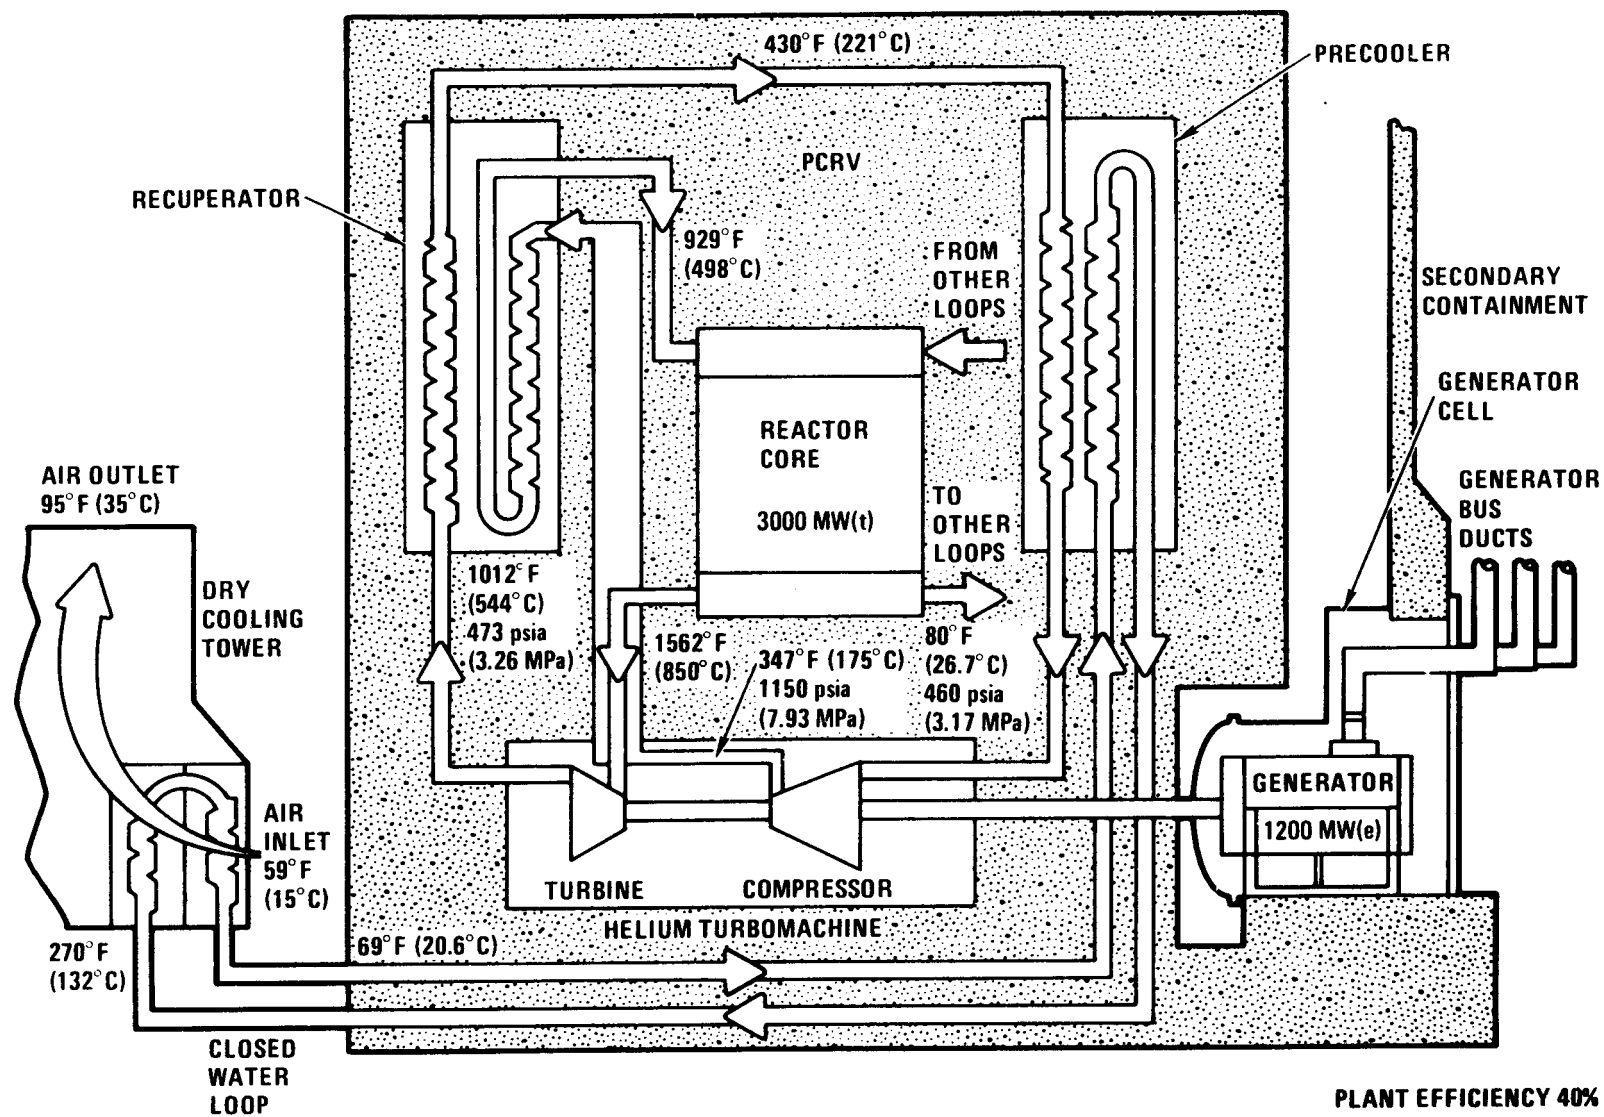 430°F (221°C)
PRECOOLER
PCRV
RECUPERATOR
929°F
(498°C)
FROM
OTHER
LOOPS
SECONDARY
CONTAINMENT
GENERATOR
CELL
REACTOR
CORE
3000 MW(t)
TO
OTHER
LOOPS
GENERATOR
BUS
DUCTS
AIR OUTLET
95°F (35°C)
DRY
COOLING
TOWER
1012°F
(544°C)
473 psia
(3.26 MPa)
1562°F
(850°C)
347°F (175°C)
1150 psia
(7.93 MPa)
80°F
(26.7°C)
460 psia
(3.17 MPa)
GENERATOR
1200 MW(e)
AIR
INLET
59°F
(15°C)
TURBINE
COMPRESSOR
HELIUM TURBOMACHINE
270°F
(132°C)
69°F (20.6°C)
CLOSED
WATER
LOOP
PLANT EFFICIENCY 40%